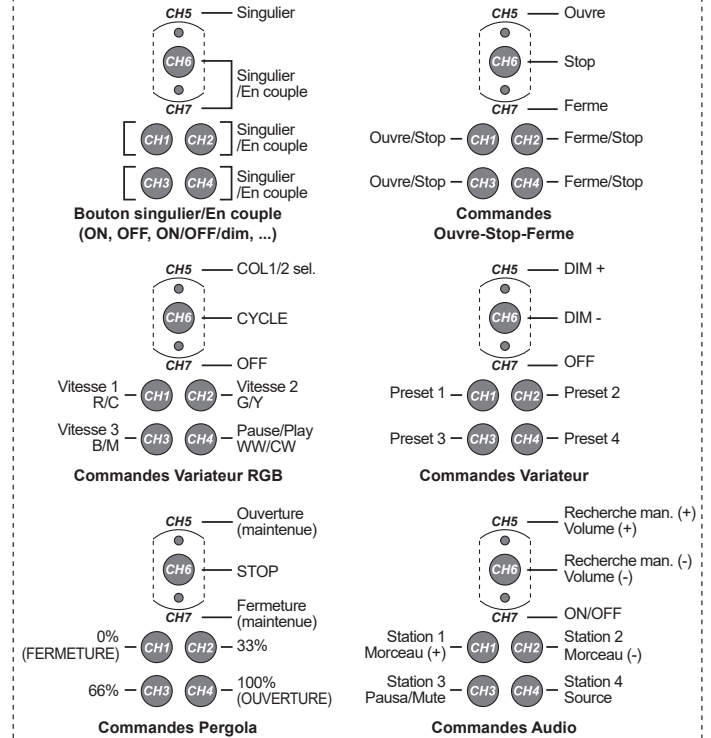 CH5 Singulier
CH6
Singulier
/En couple
CH7
CH1 CH2 Singulier
/En couple
CH3 CH4 Singulier
/En couple
Bouton singulier/En couple
(ON, OFF, ON/OFF/dim, ...)
CH5 Ouvre
CH6 Stop
CH7 Ferme
Ouvre/Stop CH1 CH2 Ferme/Stop
Ouvre/Stop CH3 CH4 Ferme/Stop
Commandes
Ouvre-Stop-Ferme
CH5 COL1/2 sel.
CH6 CYCLE
CH7 OFF
Vitesse 1
R/C
CH1 CH2
Vitesse 2
G/Y
Vitesse 3
B/M
CH3 CH4
Pause/Play
WW/CW
Commandes Variateur RGB
CH5 DIM +
CH6 DIM -
CH7 OFF
Preset 1 CH1 CH2 Preset 2
Preset 3 CH3 CH4 Preset 4
Commandes Variateur
CH5
Ouverture
(maintenue)
CH6 STOP
CH7
Fermeture
(maintenue)
0%
(FERMETURE)
CH1 CH2 33%
66% CH3 CH4
100%
(OUVERTURE)
Commandes Pergola
CH5
Recherche man. (+)
Volume (+)
CH6
Recherche man. (-)
Volume (-)
CH7 ON/OFF
Station 1
Morceau (+)
CH1 CH2
Station 2
Morceau (-)
Station 3
Pausa/Mute
CH3 CH4
Station 4
Source
Commandes Audio